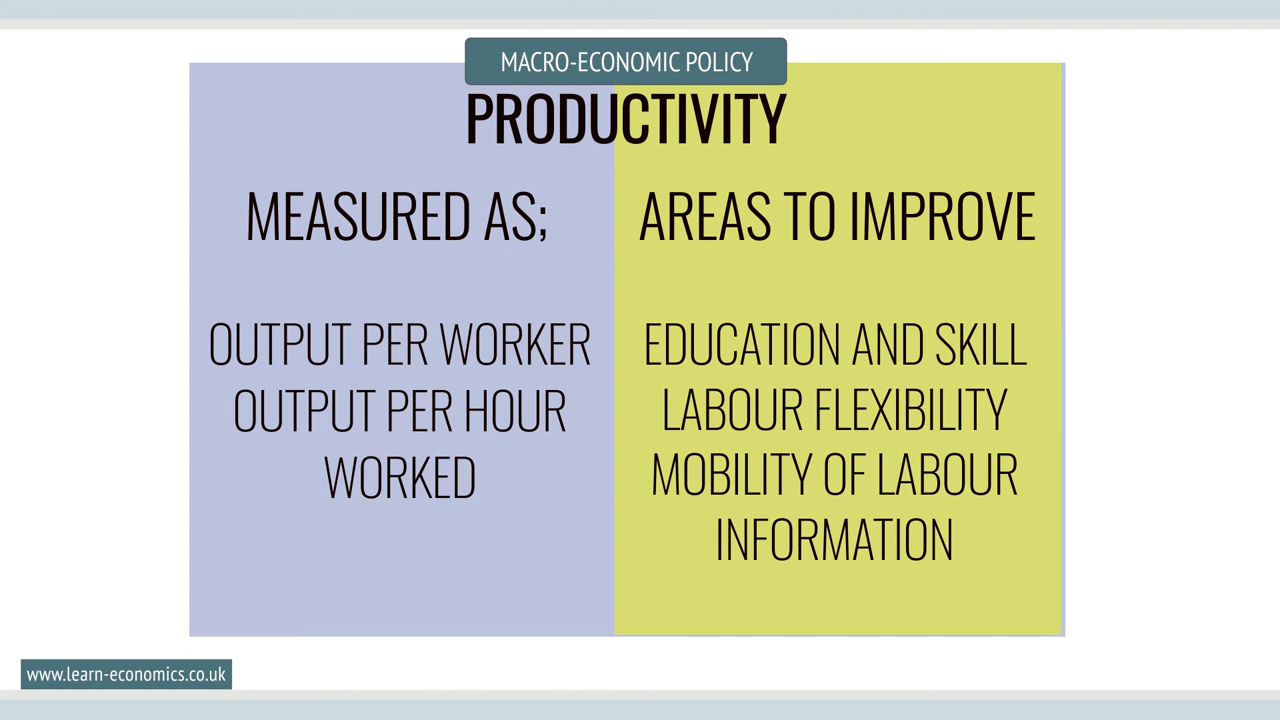 MACRO-ECONOMIC POLICY
PRODUCTIVITY
MEASURED AS;
OUTPUT PER WORKER
OUTPUT PER HOUR
WORKED
AREAS TO IMPROVE
EDUCATION AND SKILL
LABOUR FLEXIBILITY
MOBILITY OF LABOUR
INFORMATION
www.learn-economics.co.uk